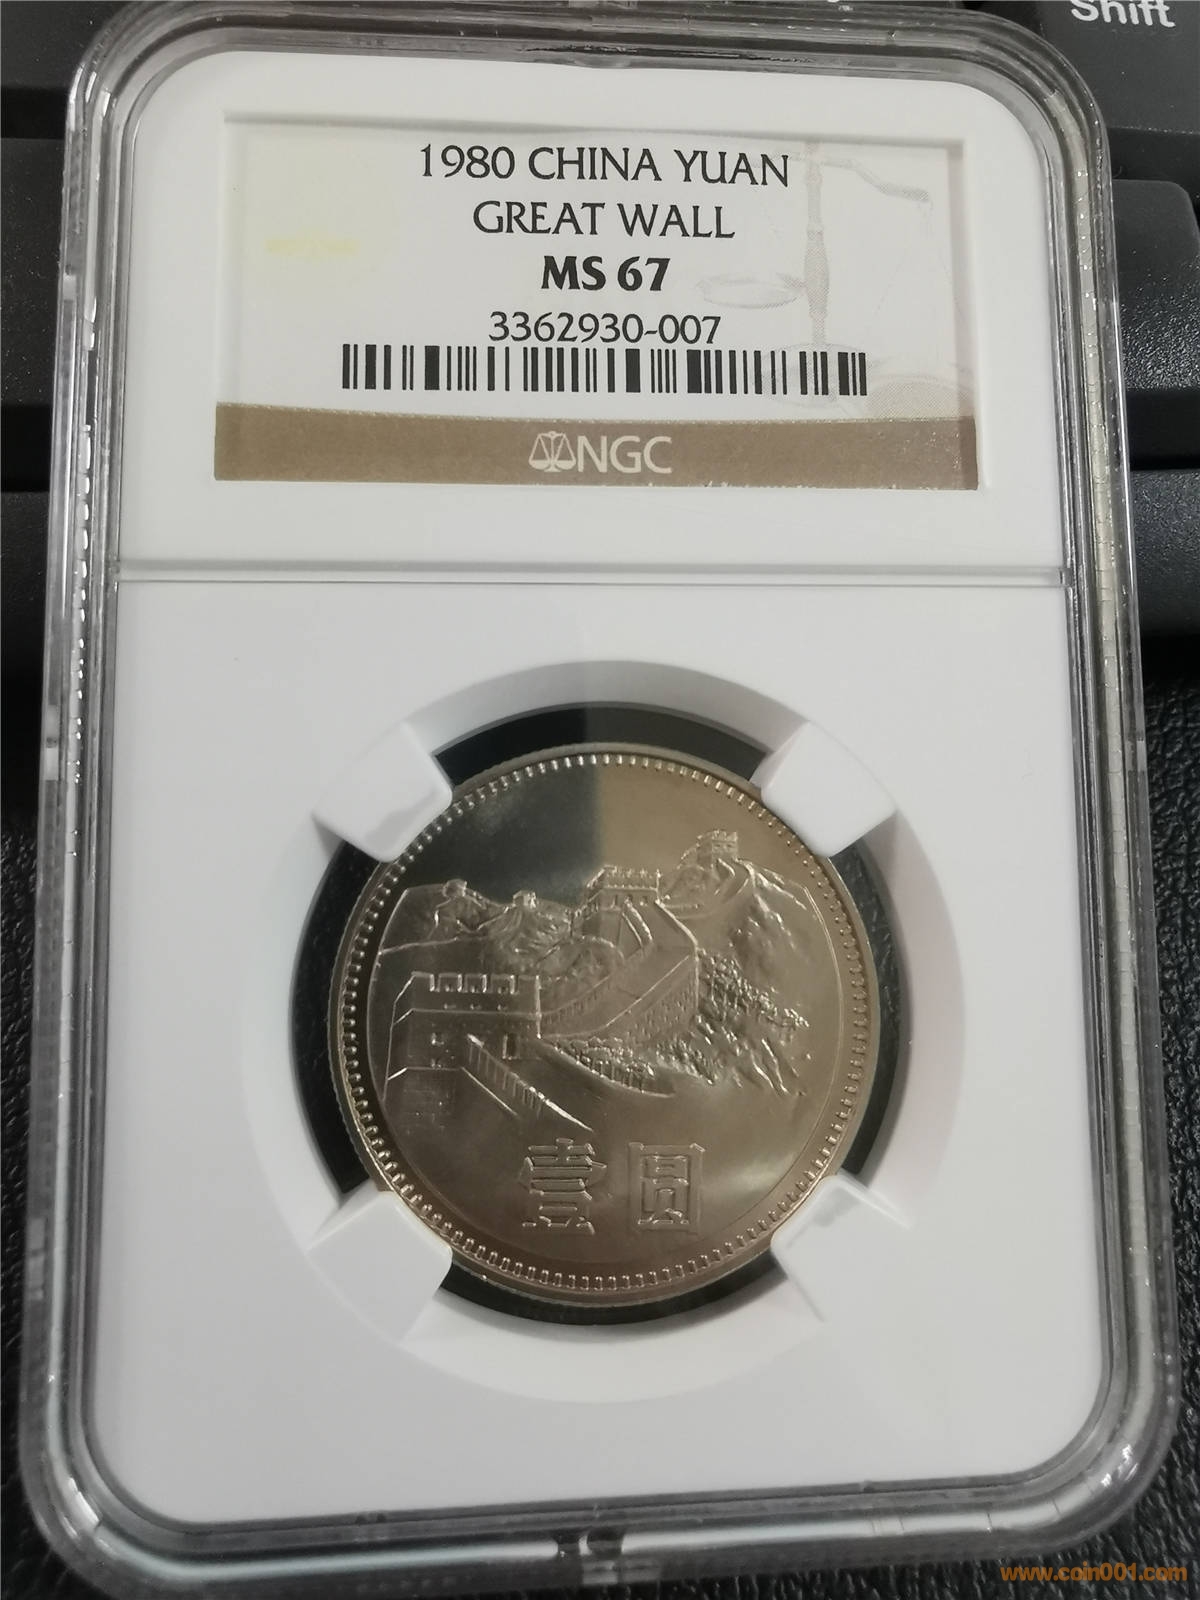 Shift
1980 CHINA YUAN
GREAT WALL
MS 67
3362930-007
NGC
壹圆
www.coin001.com